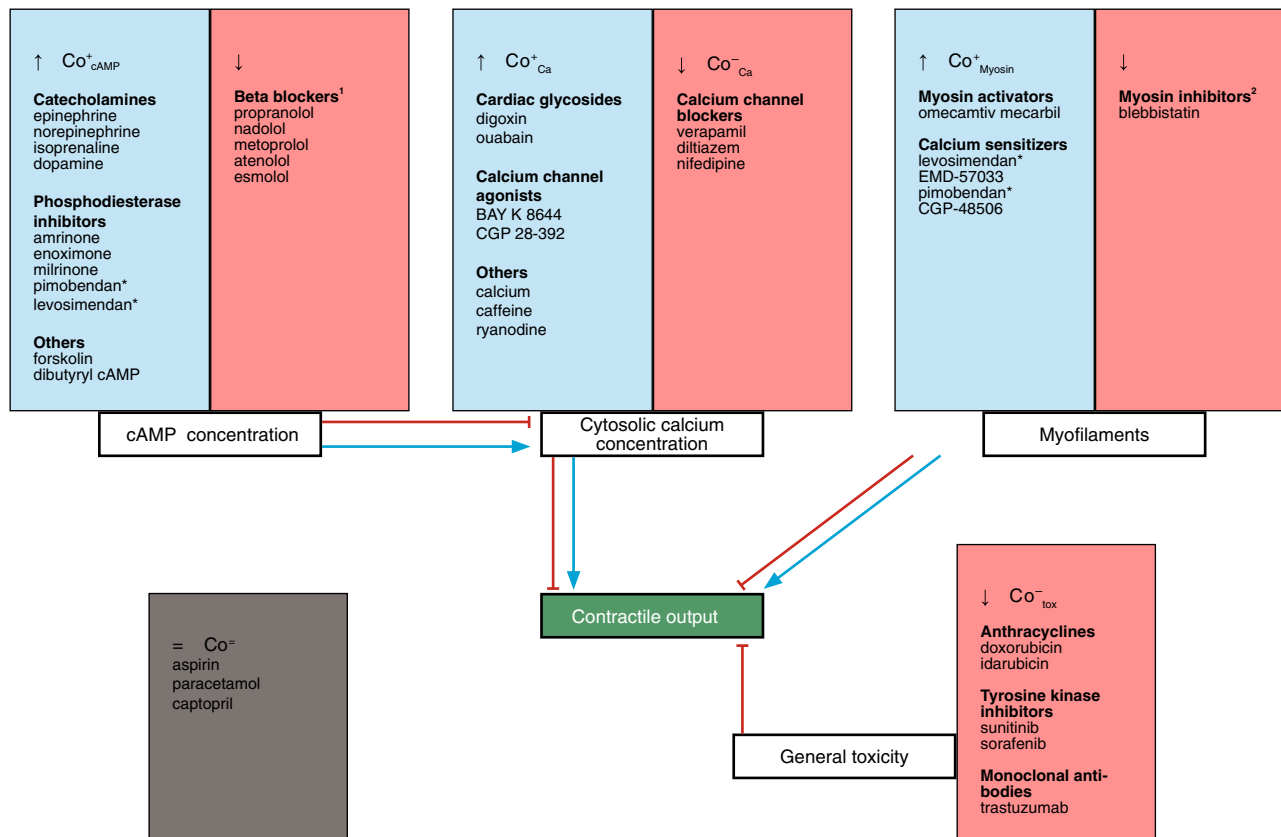 ↑ Co⁺cAMP
Catecholamines
epinephrine
norepinephrine
isoprenaline
dopamine
Phosphodiesterase
inhibitors
amrinone
enoximone
milrinone
pimobendan*
levosimendan*
Others
forskolin
dibutyryl cAMP
↓
Beta blockers¹
propranolol
nadolol
metoprolol
atenolol
esmolol
cAMP concentration
↑ Co⁺Ca
Cardiac glycosides
digoxin
ouabain
Calcium channel
agonists
BAY K 8644
CGP 28-392
Others
calcium
caffeine
ryanodine
↓ Co⁻Ca
Calcium channel
blockers
verapamil
diltiazem
nifedipine
Cytosolic calcium
concentration
↑ Co⁺Myosin
Myosin activators
omecamtiv mecarbil
Calcium sensitizers
levosimendan*
EMD-57033
pimobendan*
CGP-48506
↓
Myosin inhibitors²
blebbistatin
Myofilaments
Contractile output
= Co⁼
aspirin
paracetamol
captopril
General toxicity
↓ Co⁻tox
Anthracyclines
doxorubicin
idarubicin
Tyrosine kinase
inhibitors
sunitinib
sorafenib
Monoclonal anti-
bodies
trastuzumab